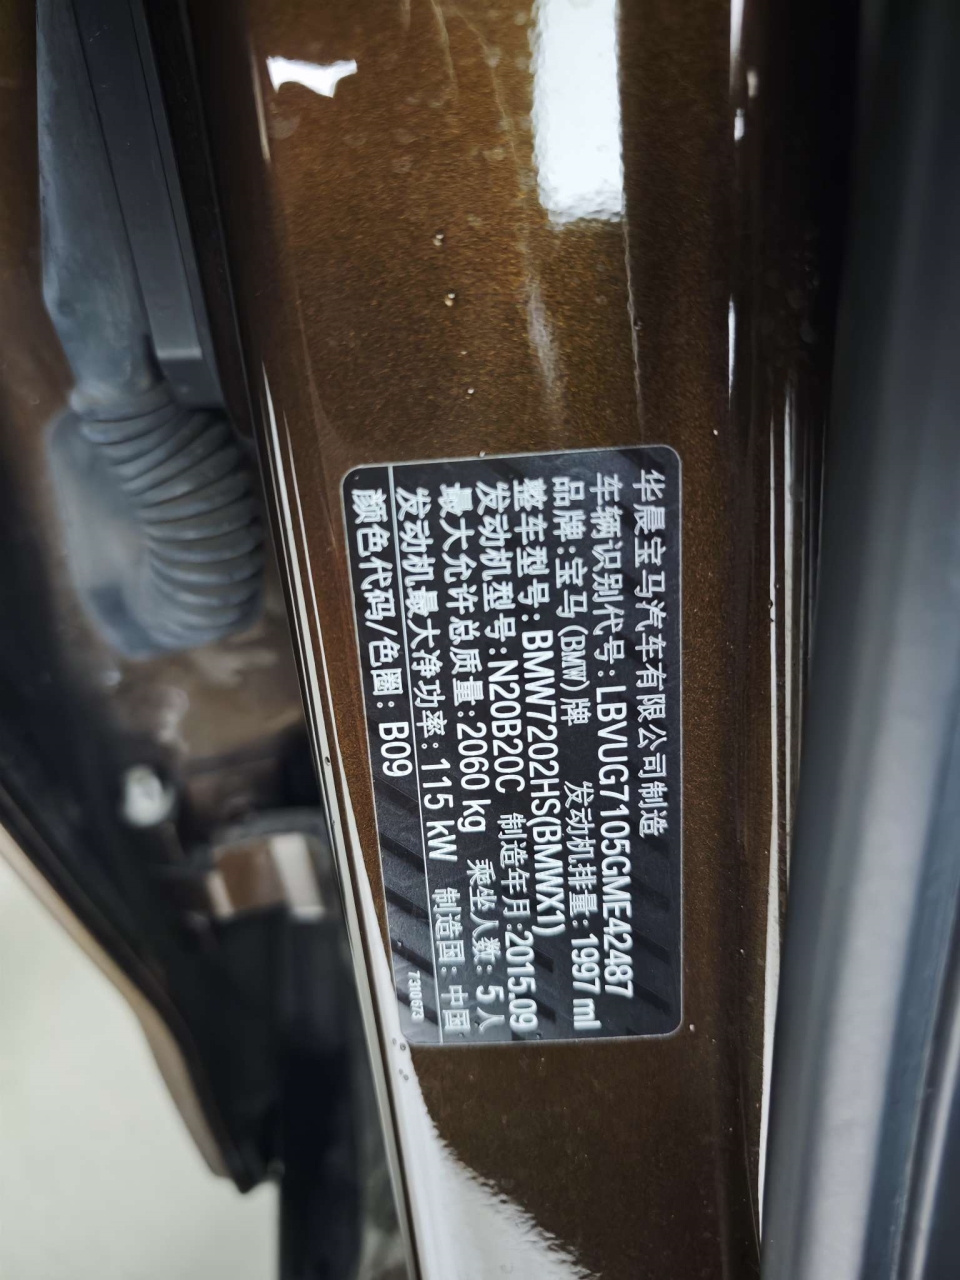 华晨宝马汽车有限公司制造
车辆识别代号:LBVUG7105GME42487
品牌:宝马(BMW)牌 发动机排量:1997 ml
整车型号:BMW7202HS(BMWX1)
发动机型号:N20B20C 制造年月:2015.09
最大允许总质量:2060 kg 乘坐人数:5人
发动机最大净功率:115 kW 制造国:中国
颜色代码/色圈:B09 7310673